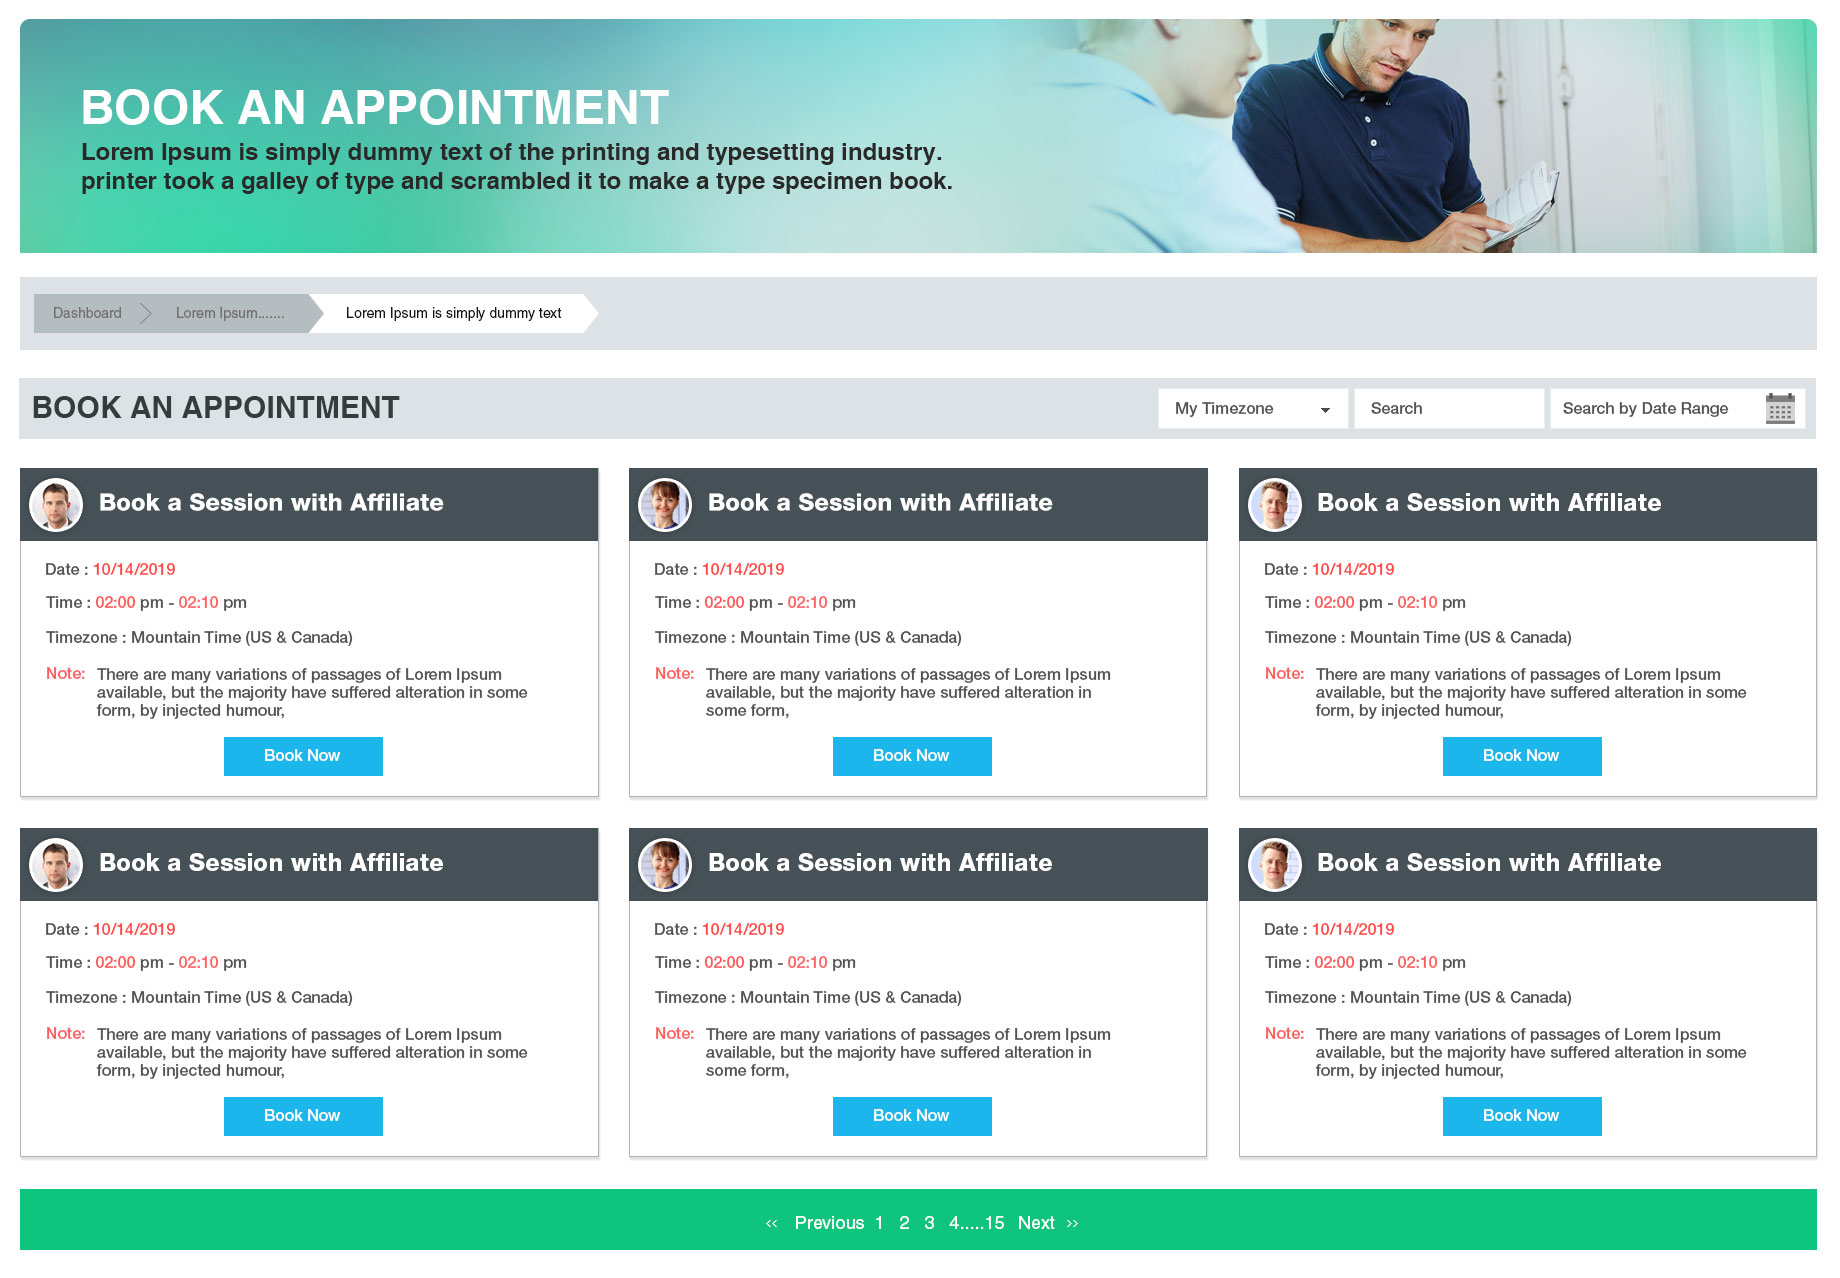 BOOK AN APPOINTMENT
Lorem Ipsum is simply dummy text of the printing and typesetting industry.
printer took a galley of type and scrambled it to make a type specimen book.
Dashboard
Lorem Ipsum.......
Lorem Ipsum is simply dummy text
BOOK AN APPOINTMENT
My Timezone
Search
Search by Date Range
Book a Session with Affiliate
Date : 10/14/2019
Time : 02:00 pm - 02:10 pm
Timezone : Mountain Time (US & Canada)
Note: There are many variations of passages of Lorem Ipsum
available, but the majority have suffered alteration in some
form, by injected humour,
Book Now
Book a Session with Affiliate
Date : 10/14/2019
Time : 02:00 pm - 02:10 pm
Timezone : Mountain Time (US & Canada)
Note: There are many variations of passages of Lorem Ipsum
available, but the majority have suffered alteration in
some form,
Book Now
Book a Session with Affiliate
Date : 10/14/2019
Time : 02:00 pm - 02:10 pm
Timezone : Mountain Time (US & Canada)
Note: There are many variations of passages of Lorem Ipsum
available, but the majority have suffered alteration in some
form, by injected humour,
Book Now
Book a Session with Affiliate
Date : 10/14/2019
Time : 02:00 pm - 02:10 pm
Timezone : Mountain Time (US & Canada)
Note: There are many variations of passages of Lorem Ipsum
available, but the majority have suffered alteration in some
form, by injected humour,
Book Now
Book a Session with Affiliate
Date : 10/14/2019
Time : 02:00 pm - 02:10 pm
Timezone : Mountain Time (US & Canada)
Note: There are many variations of passages of Lorem Ipsum
available, but the majority have suffered alteration in
some form,
Book Now
Book a Session with Affiliate
Date : 10/14/2019
Time : 02:00 pm - 02:10 pm
Timezone : Mountain Time (US & Canada)
Note: There are many variations of passages of Lorem Ipsum
available, but the majority have suffered alteration in some
form, by injected humour,
Book Now
‹‹ Previous 1 2 3 4.....15 Next ››